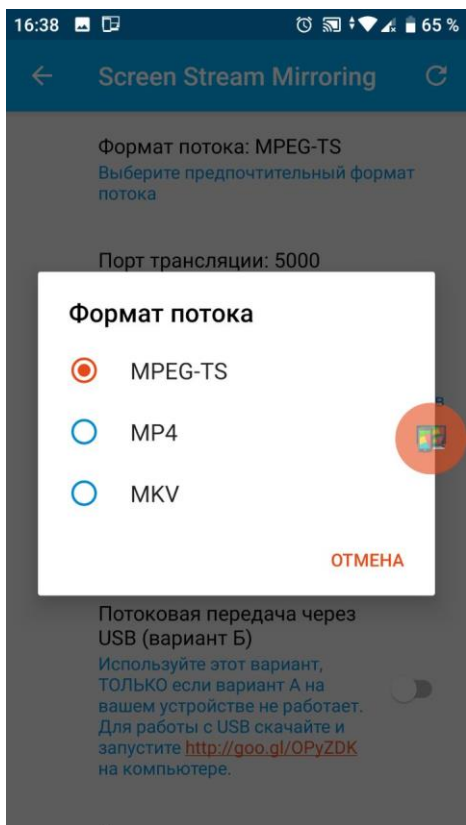 16:38
65 %
Screen Stream Mirroring
Формат потока: MPEG-TS
Выберите предпочтительный формат
потока
Порт трансляции: 5000
Формат потока
MPEG-TS
в
MP4
MKV
ОТМЕНА
Потоковая передача через
USB (вариант Б)
Используйте этот вариант,
ТОЛЬКО если вариант А на
вашем устройстве не работает.
Для работы с USB скачайте и
запустите http://goo.gl/OPyZDK
на компьютере.